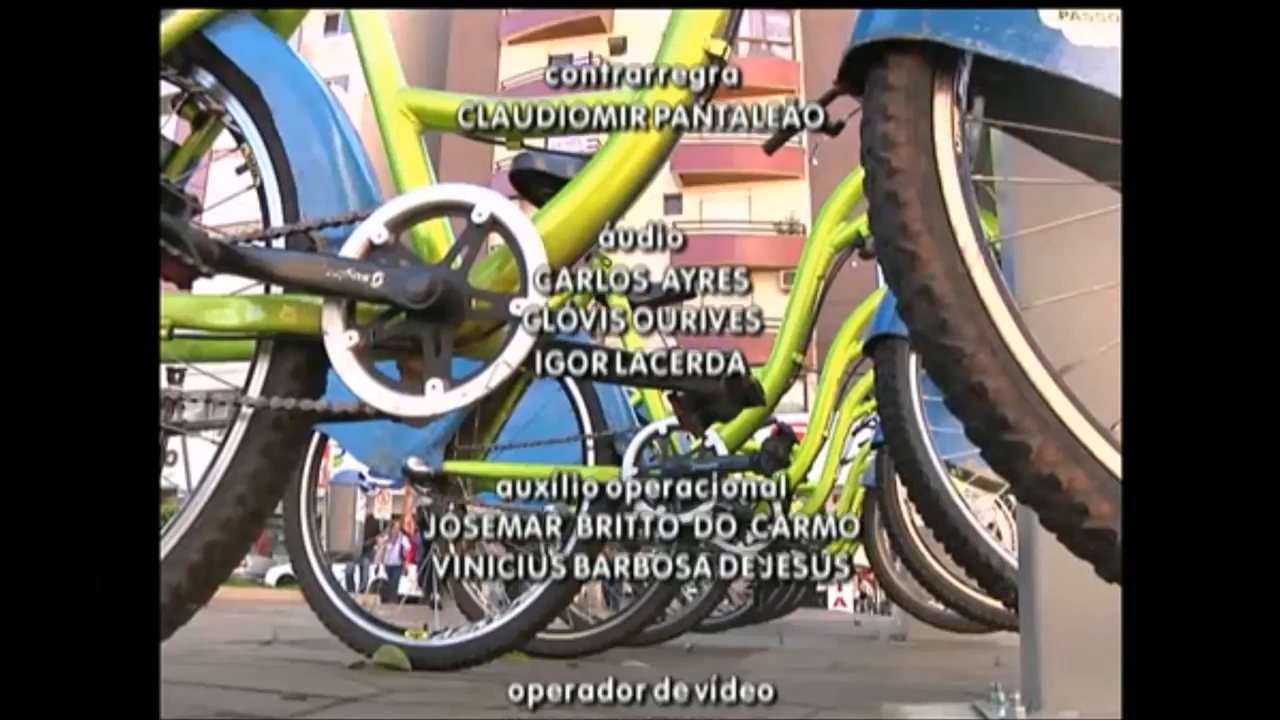 PASSO
contrarregra
CLAUDIOMIR PANTALEÃO
áudio
CARLOS AYRES
CLÓVIS OURIVES
IGOR LACERDA
auxílio operacional
JOSEMAR BRITTO DO CARMO
VINICIUS BARBOSA DE JESUS
operador de vídeo